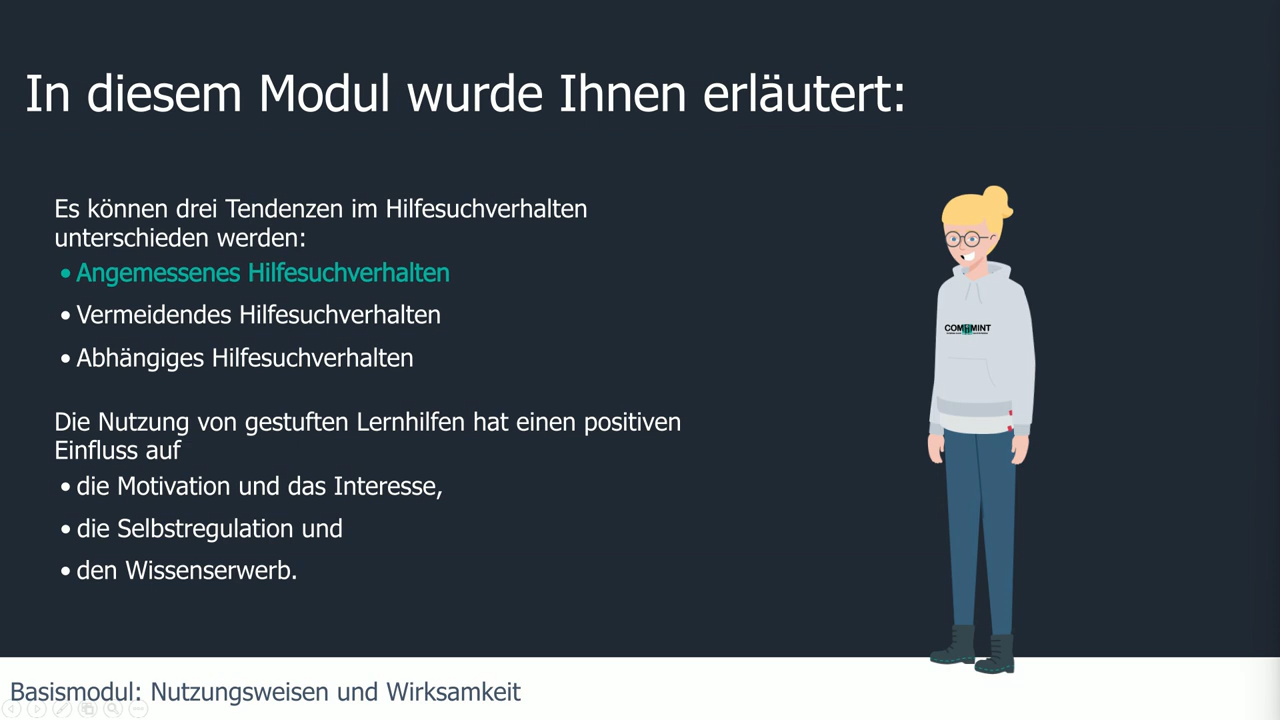 In diesem Modul wurde Ihnen erläutert:
Es können drei Tendenzen im Hilfesuchverhalten
unterschieden werden:
• Angemessenes Hilfesuchverhalten
• Vermeidendes Hilfesuchverhalten
• Abhängiges Hilfesuchverhalten
Die Nutzung von gestuften Lernhilfen hat einen positiven
Einfluss auf
• die Motivation und das Interesse,
• die Selbstregulation und
• den Wissenserwerb.
COMeMINT
Basismodul: Nutzungsweisen und Wirksamkeit